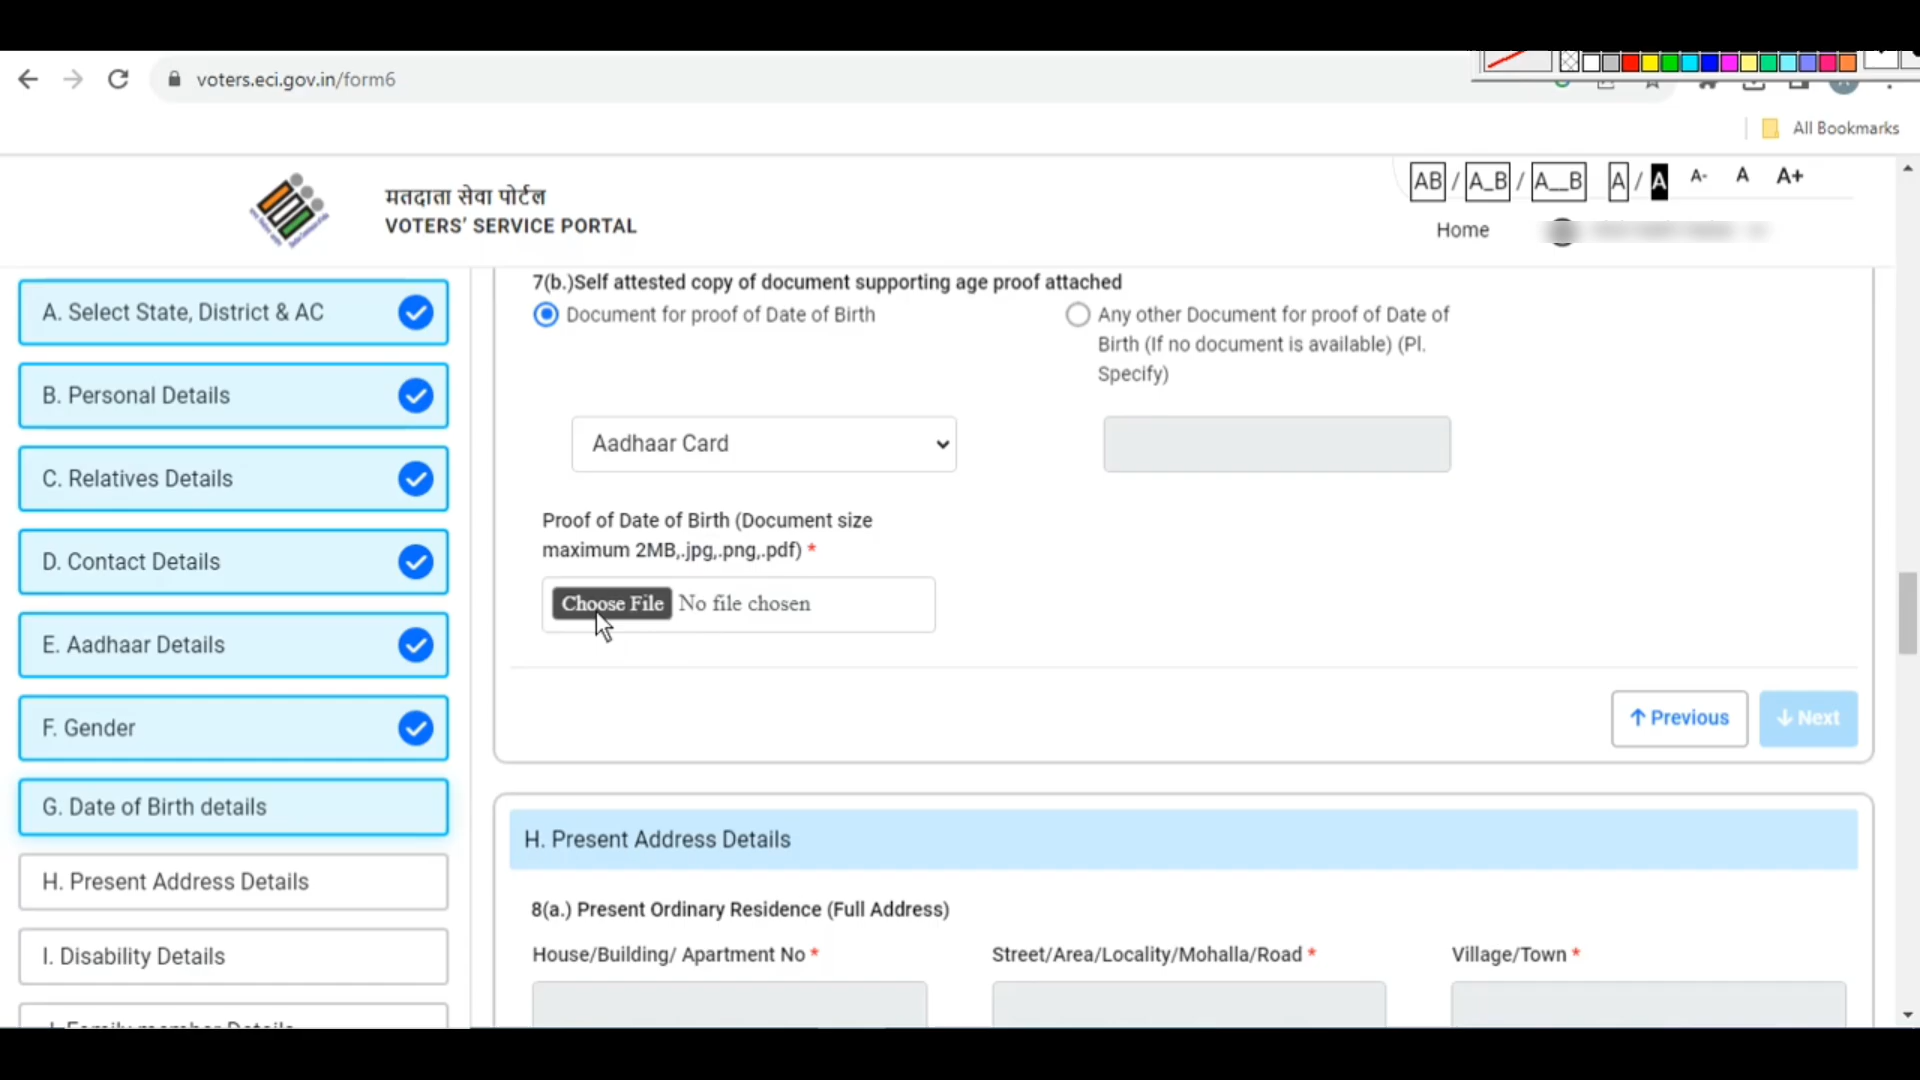 voters.eci.gov.in/form6
All Bookmarks
मतदाता सेवा पोर्टल
VOTERS' SERVICE PORTAL
AB / A_B / A__B A / A A- A A+
Home
A. Select State, District & AC
B. Personal Details
C. Relatives Details
D. Contact Details
E. Aadhaar Details
F. Gender
G. Date of Birth details
H. Present Address Details
I. Disability Details
7(b.)Self attested copy of document supporting age proof attached
Document for proof of Date of Birth
Any other Document for proof of Date of
Birth (If no document is available) (Pl.
Specify)
Aadhaar Card
Proof of Date of Birth (Document size
maximum 2MB,.jpg,.png,.pdf) *
Choose File No file chosen
↑ Previous
↓ Next
H. Present Address Details
8(a.) Present Ordinary Residence (Full Address)
House/Building/ Apartment No *
Street/Area/Locality/Mohalla/Road *
Village/Town *